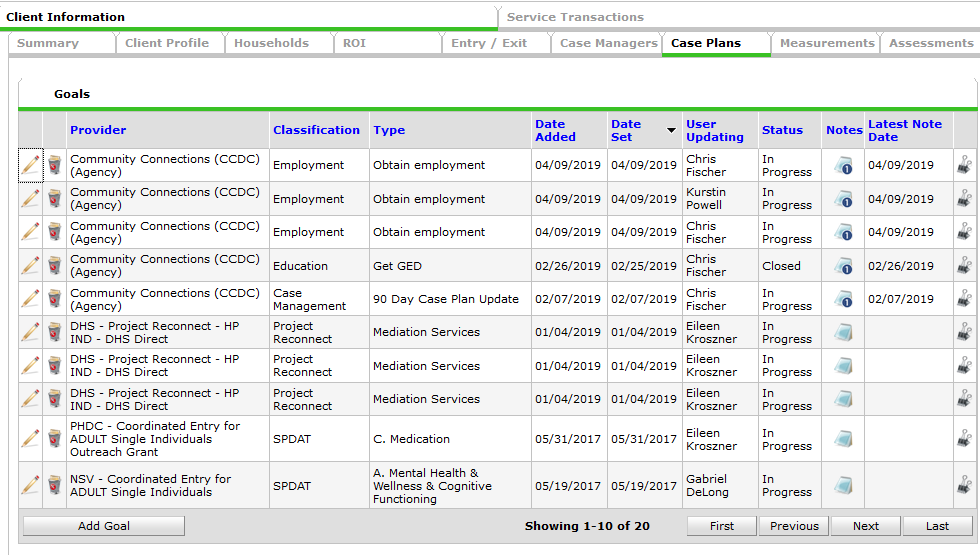 Client Information Service Transactions
Summary Client Profile Households ROI Entry / Exit Case Managers Case Plans Measurements Assessments
Goals
Provider Classification Type Date Added Date Set User Updating Status Notes Latest Note Date
Community Connections (CCDC) (Agency) Employment Obtain employment 04/09/2019 04/09/2019 Chris Fischer In Progress 1 04/09/2019
Community Connections (CCDC) (Agency) Employment Obtain employment 04/09/2019 04/09/2019 Kurstin Powell In Progress 1 04/09/2019
Community Connections (CCDC) (Agency) Employment Obtain employment 04/09/2019 04/09/2019 Chris Fischer In Progress 1 04/09/2019
Community Connections (CCDC) (Agency) Education Get GED 02/26/2019 02/25/2019 Chris Fischer Closed 1 02/26/2019
Community Connections (CCDC) (Agency) Case Management 90 Day Case Plan Update 02/07/2019 02/07/2019 Chris Fischer In Progress 1 02/07/2019
DHS - Project Reconnect - HP IND - DHS Direct Project Reconnect Mediation Services 01/04/2019 01/04/2019 Eileen Kroszner In Progress
DHS - Project Reconnect - HP IND - DHS Direct Project Reconnect Mediation Services 01/04/2019 01/04/2019 Eileen Kroszner In Progress
DHS - Project Reconnect - HP IND - DHS Direct Project Reconnect Mediation Services 01/04/2019 01/04/2019 Eileen Kroszner In Progress
PHDC - Coordinated Entry for ADULT Single Individuals Outreach Grant SPDAT C. Medication 05/31/2017 05/31/2017 Eileen Kroszner In Progress
NSV - Coordinated Entry for ADULT Single Individuals SPDAT A. Mental Health & Wellness & Cognitive Functioning 05/19/2017 05/19/2017 Gabriel DeLong In Progress
Add Goal Showing 1-10 of 20 First Previous Next Last